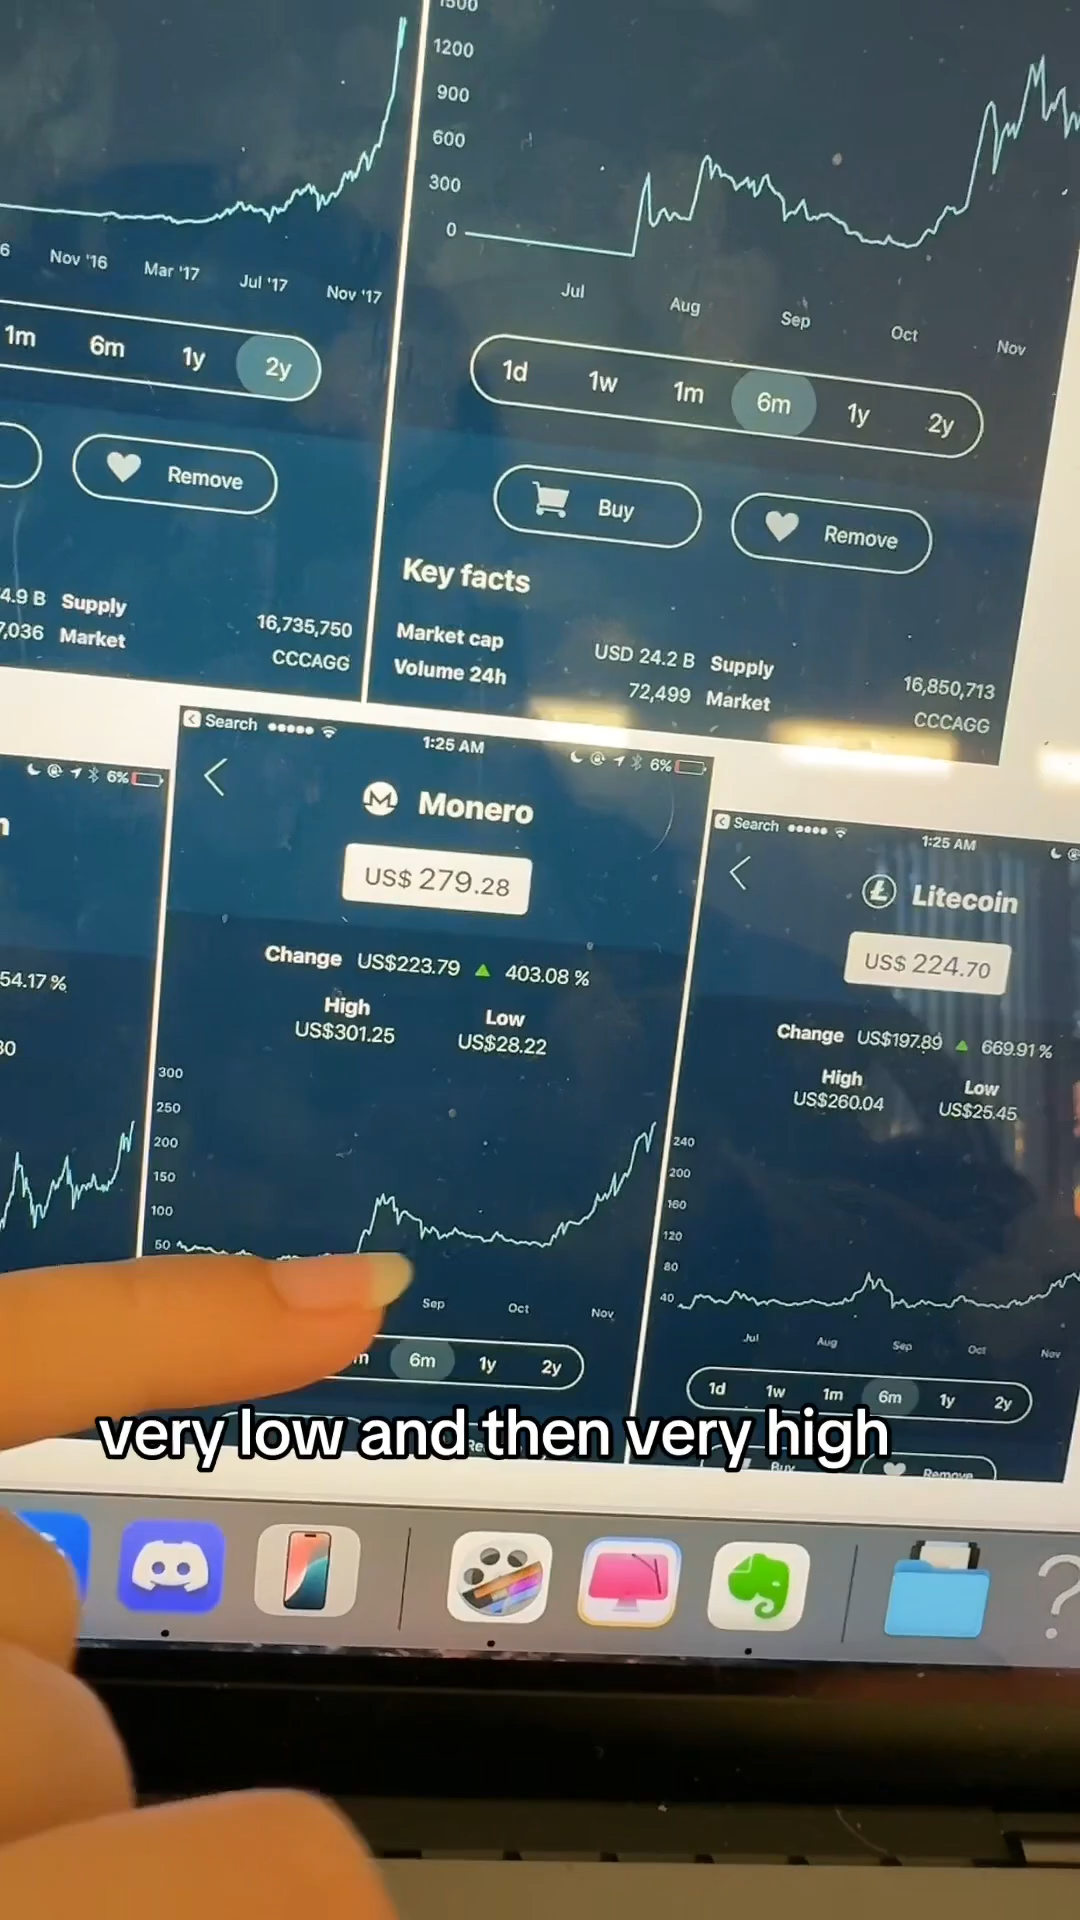 1500
1200
900
600
300
0
Nov '16
Mar '17
Jul '17
Nov '17
Jul
Aug
Sep
Oct
Nov
1m
6m
1y
2y
1d
1w
1m
6m
1y
2y
Remove
Buy
Remove
Key facts
4.9 B Supply 16,735,750
7,036 Market CCCAGG
Market cap USD 24.2 B Supply 16,850,713
Volume 24h 72,499 Market CCCAGG
Search 1:25 AM 6%
6%
Monero
US$ 279.28
Change US$223.79 403.08 %
High Low
US$301.25 US$28.22
300
250
200
150
100
50
Sep
Oct
Nov
6m
1y
2y
54.17 %
Search 1:25 AM
Litecoin
US$ 224.70
Change US$197.89 669.91 %
High Low
US$260.04 US$25.45
240
200
160
120
80
40
Jul
Aug
Sep
Oct
Nov
1d
1w
1m
6m
1y
2y
Buy
Remove
very low and then very high